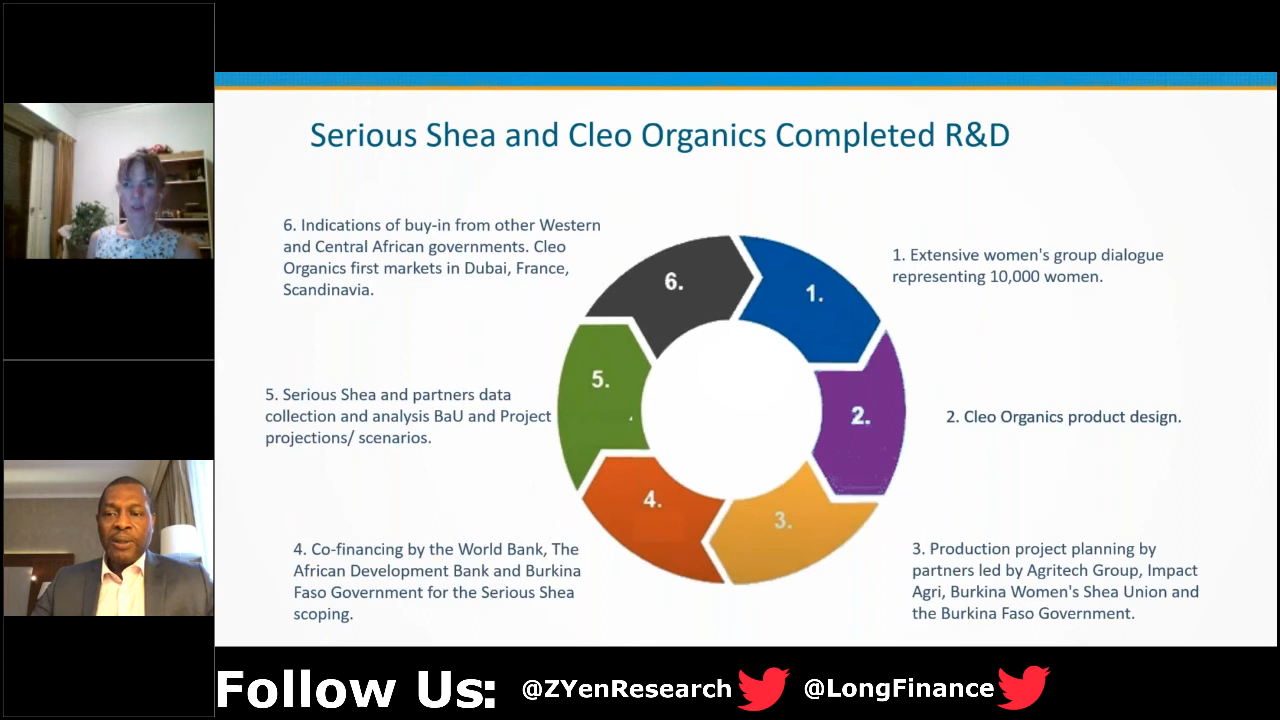 Serious Shea and Cleo Organics Completed R&D
6. Indications of buy-in from other Western
and Central African governments. Cleo
Organics first markets in Dubai, France,
Scandinavia.
1. Extensive women's group dialogue
representing 10,000 women.
6.
1.
5.
2.
4.
3.
5. Serious Shea and partners data
collection and analysis BaU and Project
projections/ scenarios.
2. Cleo Organics product design.
4. Co-financing by the World Bank, The
African Development Bank and Burkina
Faso Government for the Serious Shea
scoping.
3. Production project planning by
partners led by Agritech Group, Impact
Agri, Burkina Women's Shea Union and
the Burkina Faso Government.
Follow Us: @ZYenResearch @LongFinance